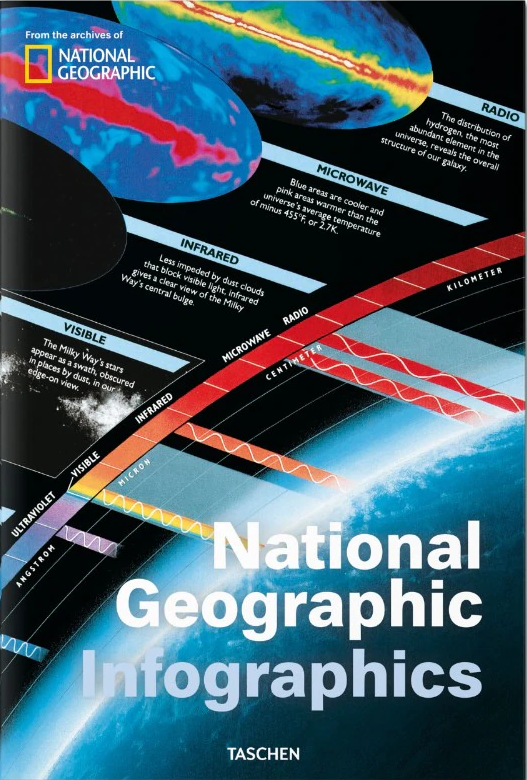 From the archives of
NATIONAL
GEOGRAPHIC
RADIO
The distribution of
hydrogen, the most
abundant element in the
universe, reveals the overall
structure of our galaxy.
MICROWAVE
Blue areas are cooler and
pink areas warmer than the
universe's average temperature
of minus 455°F, or 2.7K.
INFRARED
Less impeded by dust clouds
that block visible light, infrared
gives a clear view of the Milky
Way's central bulge.
VISIBLE
The Milky Way's stars
appear as a swath, obscured
in places by dust, in our
edge-on view.
KILOMETER
RADIO
MICROWAVE
CENTIMETER
INFRARED
MICRON
VISIBLE
ULTRAVIOLET
ANGSTROM
National
Geographic
Infographics
TASCHEN